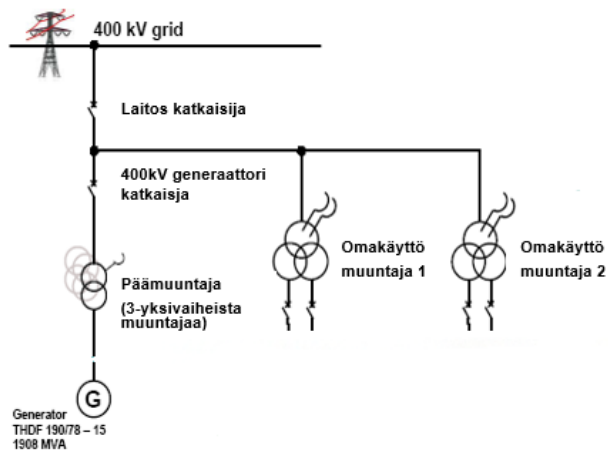 400 kV grid
Laitos katkaisija
400kV generaattori
katkaisja
Omakäyttö
muuntaja 1
Omakäyttö
muuntaja 2
Päämuuntaja
(3-yksivaiheista
muuntajaa)
G
Generator
THDF 190/78 – 15
1908 MVA